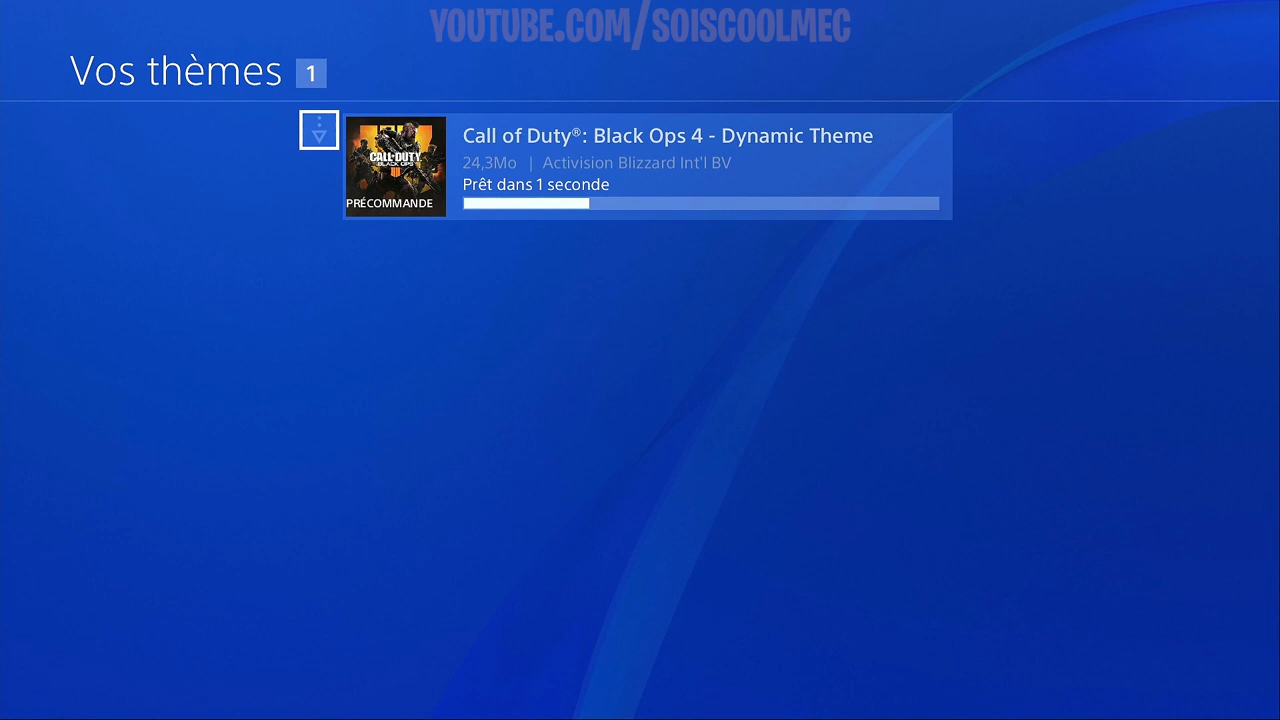 YOUTUBE.COM/SOISCOOLMEC
Vos thèmes 1
Call of Duty®: Black Ops 4 - Dynamic Theme
24,3Mo | Activision Blizzard Int'l BV
Prêt dans 1 seconde
CALL OF DUTY
BLACK OPS
IIII
PRÉCOMMANDE